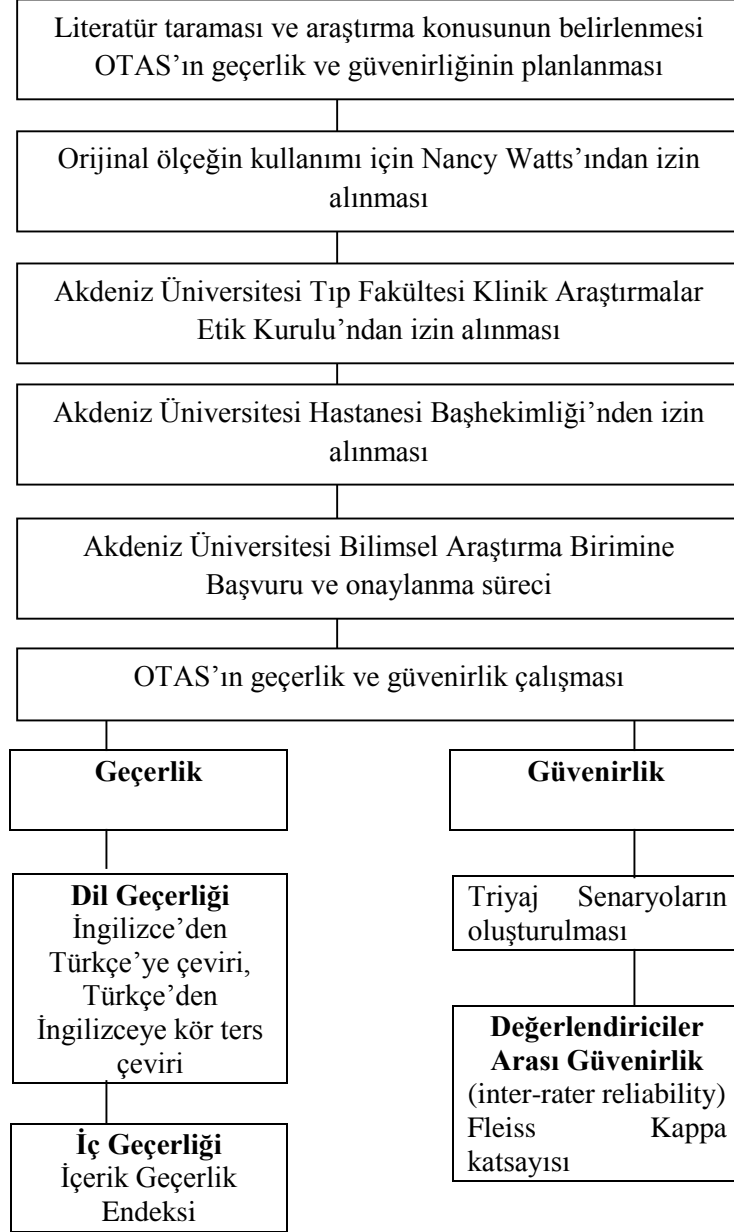 Literatür taraması ve araştırma konusunun belirlenmesi
OTAS’ın geçerlik ve güvenirliğinin planlanması
Orijinal ölçeğin kullanımı için Nancy Watts’ından izin
alınması
Akdeniz Üniversitesi Tıp Fakültesi Klinik Araştırmalar
Etik Kurulu’ndan izin alınması
Akdeniz Üniversitesi Hastanesi Başhekimliği’nden izin
alınması
Akdeniz Üniversitesi Bilimsel Araştırma Birimine
Başvuru ve onaylanma süreci
OTAS’ın geçerlik ve güvenirlik çalışması
Geçerlik
Dil Geçerliği
İngilizce’den
Türkçe’ye çeviri,
Türkçe’den
İngilizceye kör ters
çeviri
İç Geçerliği
İçerik Geçerlik
Endeksi
Güvenirlik
Triyaj Senaryoların
oluşturulması
Değerlendiriciler
Arası Güvenirlik
(inter-rater reliability)
Fleiss Kappa
katsayısı